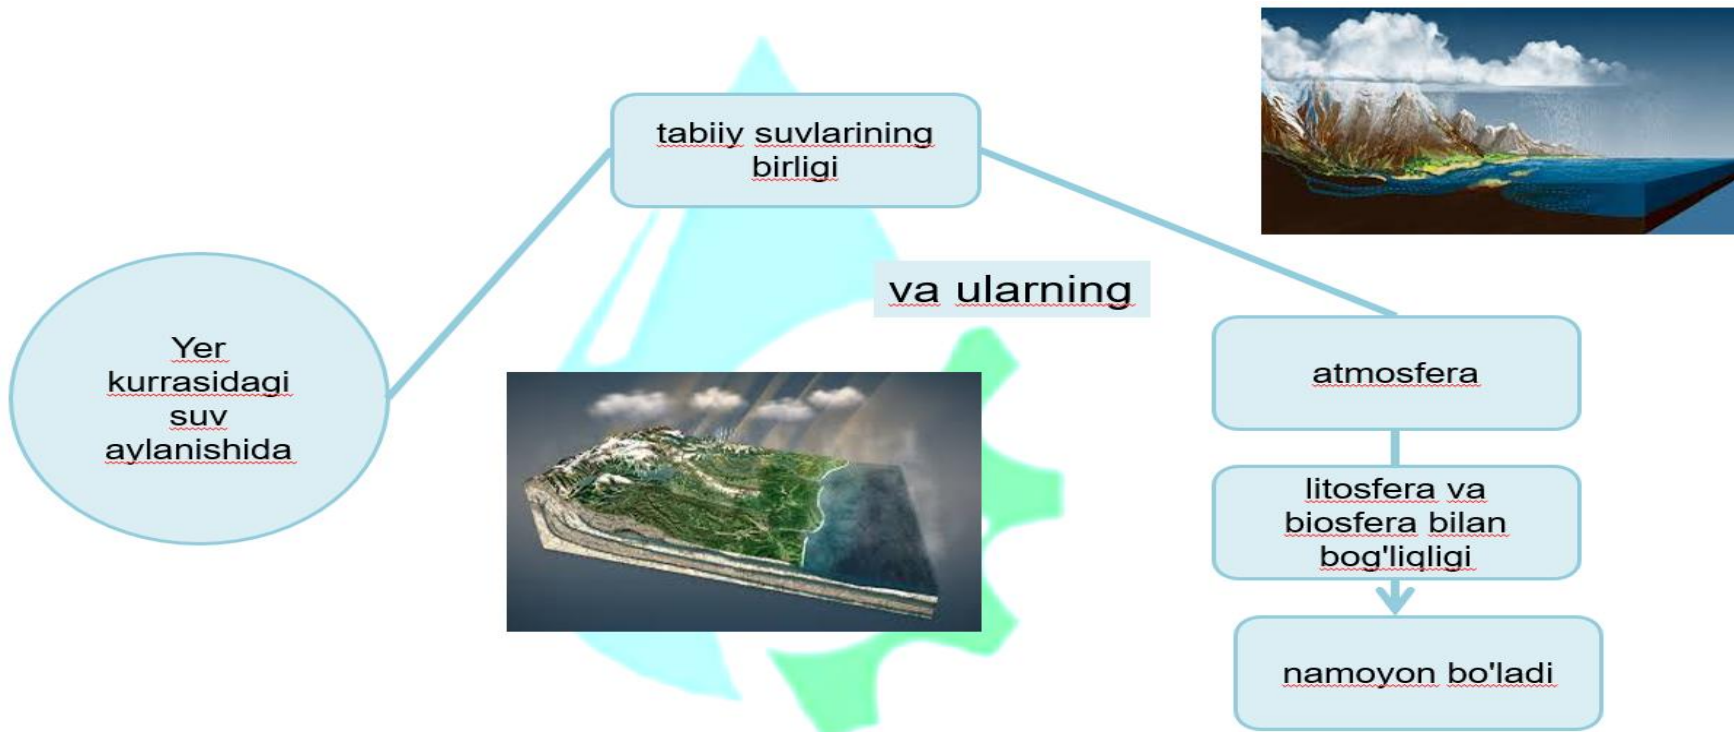 Yer
kurrasidagi
suv
aylanishida
tabiiy suvlarining
birligi
va ularning
atmosfera
litosfera va
biosfera bilan
bog'liqligi
namoyon bo'ladi